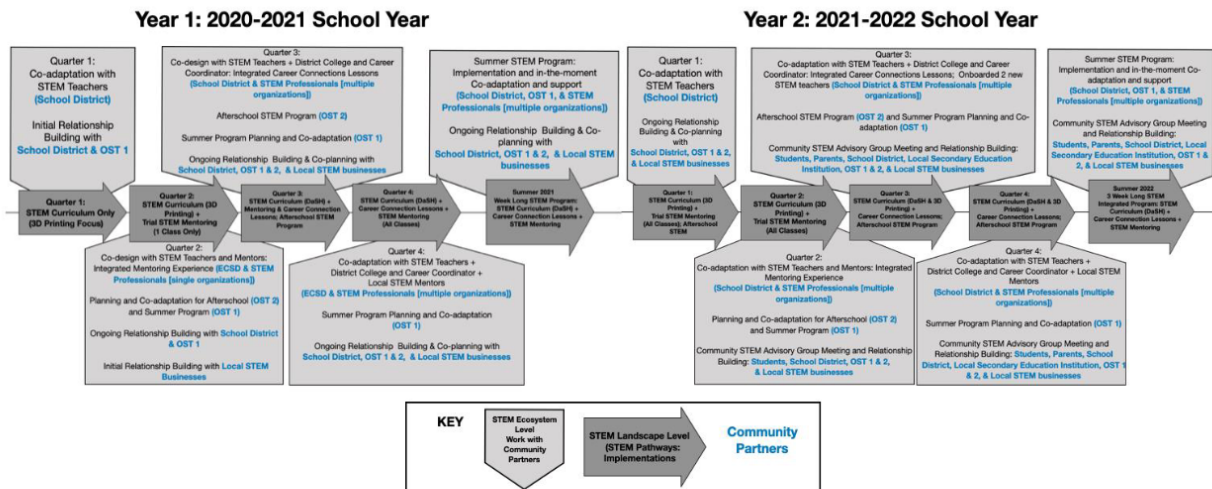 Year 1: 2020-2021 School Year
Year 2: 2021-2022 School Year
Quarter 1:
Co-adaptation with
STEM Teachers
(School District)
Initial Relationship
Building with
School District & OST 1
Quarter 3:
Co-design with STEM Teachers + District College and Career
Coordinator: Integrated Career Connections Lessons
(School District & STEM Professionals [multiple
organizations])
Afterschool STEM Program (OST 2)
Summer Program Planning and Co-adaptation (OST 1)
Ongoing Relationship Building & Co-planning with
School District, OST 1 & 2, & Local STEM businesses
Summer STEM Program:
Implementation and in-the-moment
Co-adaptation and support
(School District, OST 1, & STEM
Professionals [multiple organizations])
Ongoing Relationship Building & Co-
planning with
School District, OST 1 & 2, & Local STEM
businesses
Quarter 1:
Co-adaptation with
STEM Teachers
(School District)
Ongoing Relationship
Building & Co-planning
with
School District, OST 1 & 2,
& Local STEM businesses
Quarter 3:
Co-adaptation with STEM Teachers + District College and Career
Coordinator: Integrated Career Connections Lessons; Onboarded 2 new
STEM teachers (School District & STEM Professionals [multiple
organizations])
Afterschool STEM Program (OST 2) and Summer Program Planning and Co-
adaptation (OST 1)
Community STEM Advisory Group Meeting and Relationship Building:
Students, Parents, School District, Local Secondary Education
Institution, OST 1 & 2, & Local STEM businesses
Summer STEM Program:
Implementation and in-the-moment Co-
adaptation and support
(School District, OST 1, & STEM
Professionals [multiple organizations])
Community STEM Advisory Group Meeting
and Relationship Building:
Students, Parents, School District, Local
Secondary Education Institution, OST 1
& 2, & Local STEM businesses
Quarter 1:
STEM Curriculum Only
(3D Printing Focus)
Quarter 2:
STEM Curriculum (3D
Printing) +
Trial STEM Mentoring
(1 Class Only)
Quarter 3:
STEM Curriculum (DaSH) +
Mentoring & Career Connection
Lessons; Afterschool STEM
Program
Quarter 4:
STEM Curriculum (DaSH) +
Career Connection Lessons +
STEM Mentoring
(All Classes)
Summer 2021
Week Long STEM Program:
STEM Curriculum (DaSH) +
Career Connection Lessons +
STEM Mentoring
Quarter 1:
STEM Curriculum (3D
Printing) +
Trial STEM Mentoring
(All Classes); Afterschool
STEM
Quarter 2:
STEM Curriculum (3D
Printing) +
Trial STEM Mentoring
(All Classes)
Quarter 3:
STEM Curriculum (DaSH & 3D
Printing) +
Career Connection Lessons;
Afterschool STEM Program
Quarter 4:
STEM Curriculum (DaSH & 3D
Printing) +
Career Connection Lessons;
Afterschool STEM Program
Summer 2022
3 Week Long STEM
Integrated Program: STEM
Curriculum (DaSH) +
Career Connection Lessons +
STEM Mentoring
Quarter 2:
Co-design with STEM Teachers and Mentors:
Integrated Mentoring Experience (ECSD & STEM
Professionals [single organizations])
Planning and Co-adaptation for Afterschool (OST 2)
and Summer Program (OST 1)
Ongoing Relationship Building with School District
& OST 1
Initial Relationship Building with Local STEM
Businesses
Quarter 4:
Co-adaptation with STEM Teachers +
District College and Career Coordinator +
Local STEM Mentors
(ECSD & STEM Professionals [multiple organizations])
Summer Program Planning and Co-adaptation
(OST 1)
Ongoing Relationship Building & Co-planning with
School District, OST 1 & 2, & Local STEM businesses
Quarter 2:
Co-adaptation with STEM Teachers and Mentors: Integrated
Mentoring Experience
(School District & STEM Professionals [multiple
organizations])
Planning and Co-adaptation for Afterschool (OST 2)
and Summer Program (OST 1)
Community STEM Advisory Group Meeting and Relationship
Building: Students, School District, OST 1 & 2,
& Local STEM businesses
Quarter 4:
Co-adaptation with STEM Teachers +
District College and Career Coordinator + Local STEM
Mentors
(School District & STEM Professionals [multiple
organizations])
Summer Program Planning and Co-adaptation (OST 1)
Community STEM Advisory Group Meeting and
Relationship Building: Students, Parents, School
District, Local Secondary Education Institution, OST 1
& 2, & Local STEM businesses
KEY
STEM Ecosystem
Level
Work with
Community
Partners
STEM Landscape Level
(STEM Pathways:
Implementations
Community
Partners